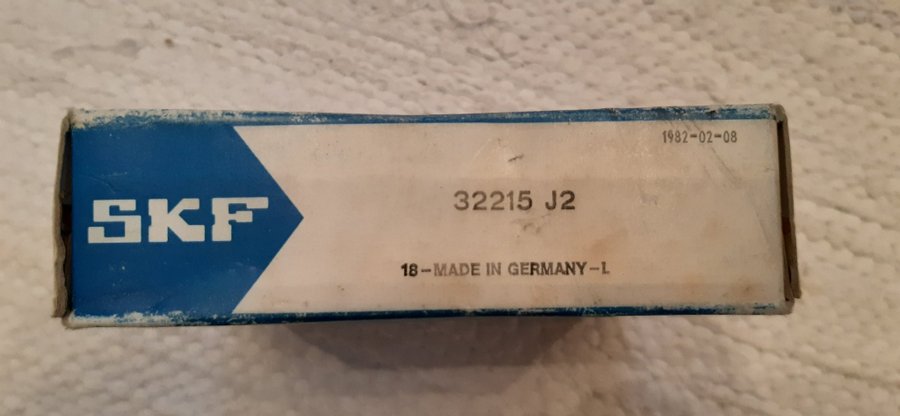 1982-02-08
SKF
32215 J2
18-MADE IN GERMANY-L